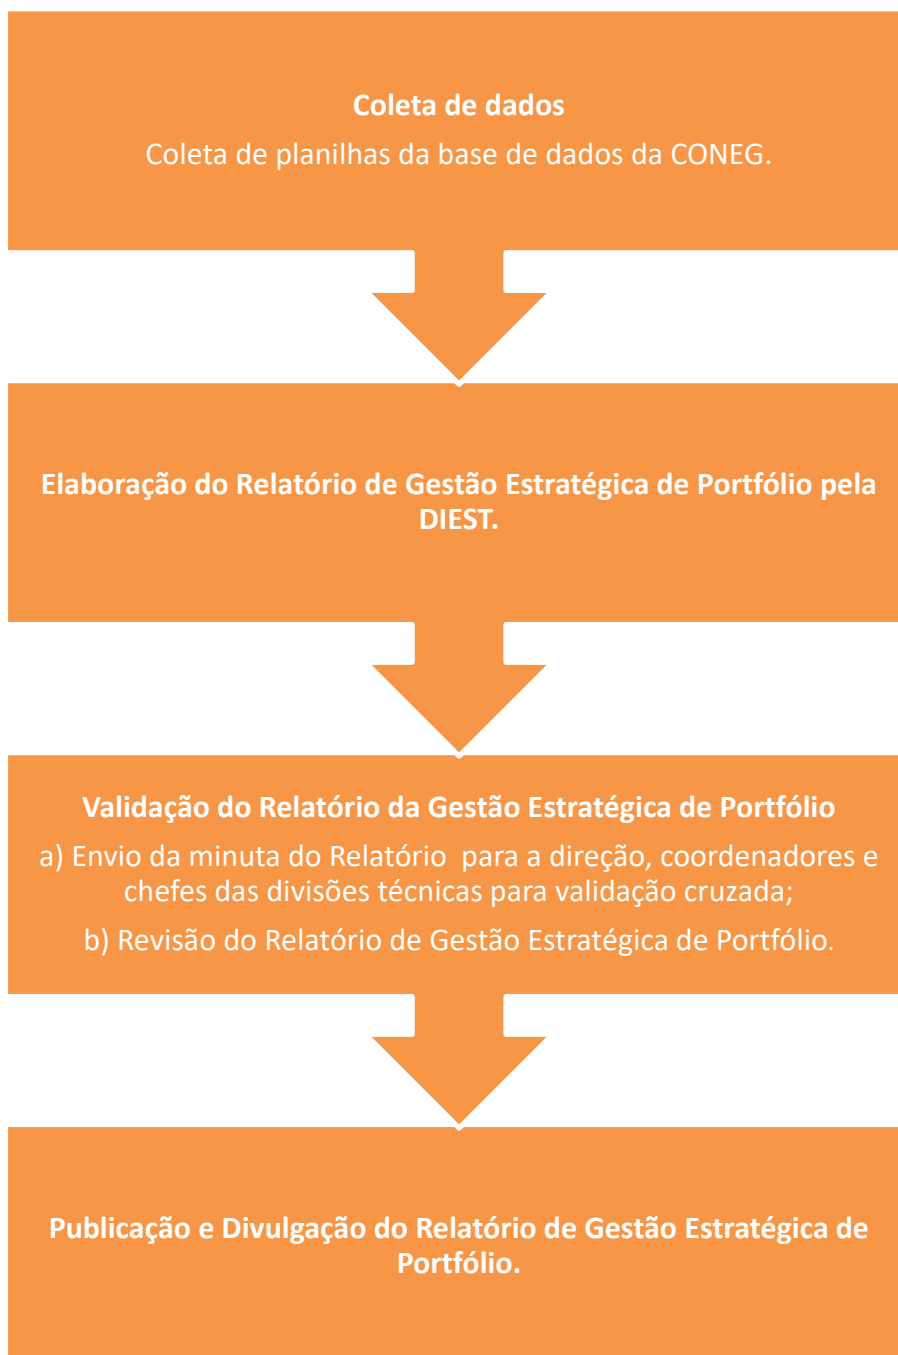 Coleta de dados
Coleta de planilhas da base de dados da CONEG.
Elaboração do Relatório de Gestão Estratégica de Portfólio pela
DIEST.
Validação do Relatório da Gestão Estratégica de Portfólio
a) Envio da minuta do Relatório  para a direção, coordenadores e
chefes das divisões técnicas para validação cruzada;
b) Revisão do Relatório de Gestão Estratégica de Portfólio.
Publicação e Divulgação do Relatório de Gestão Estratégica de
Portfólio.